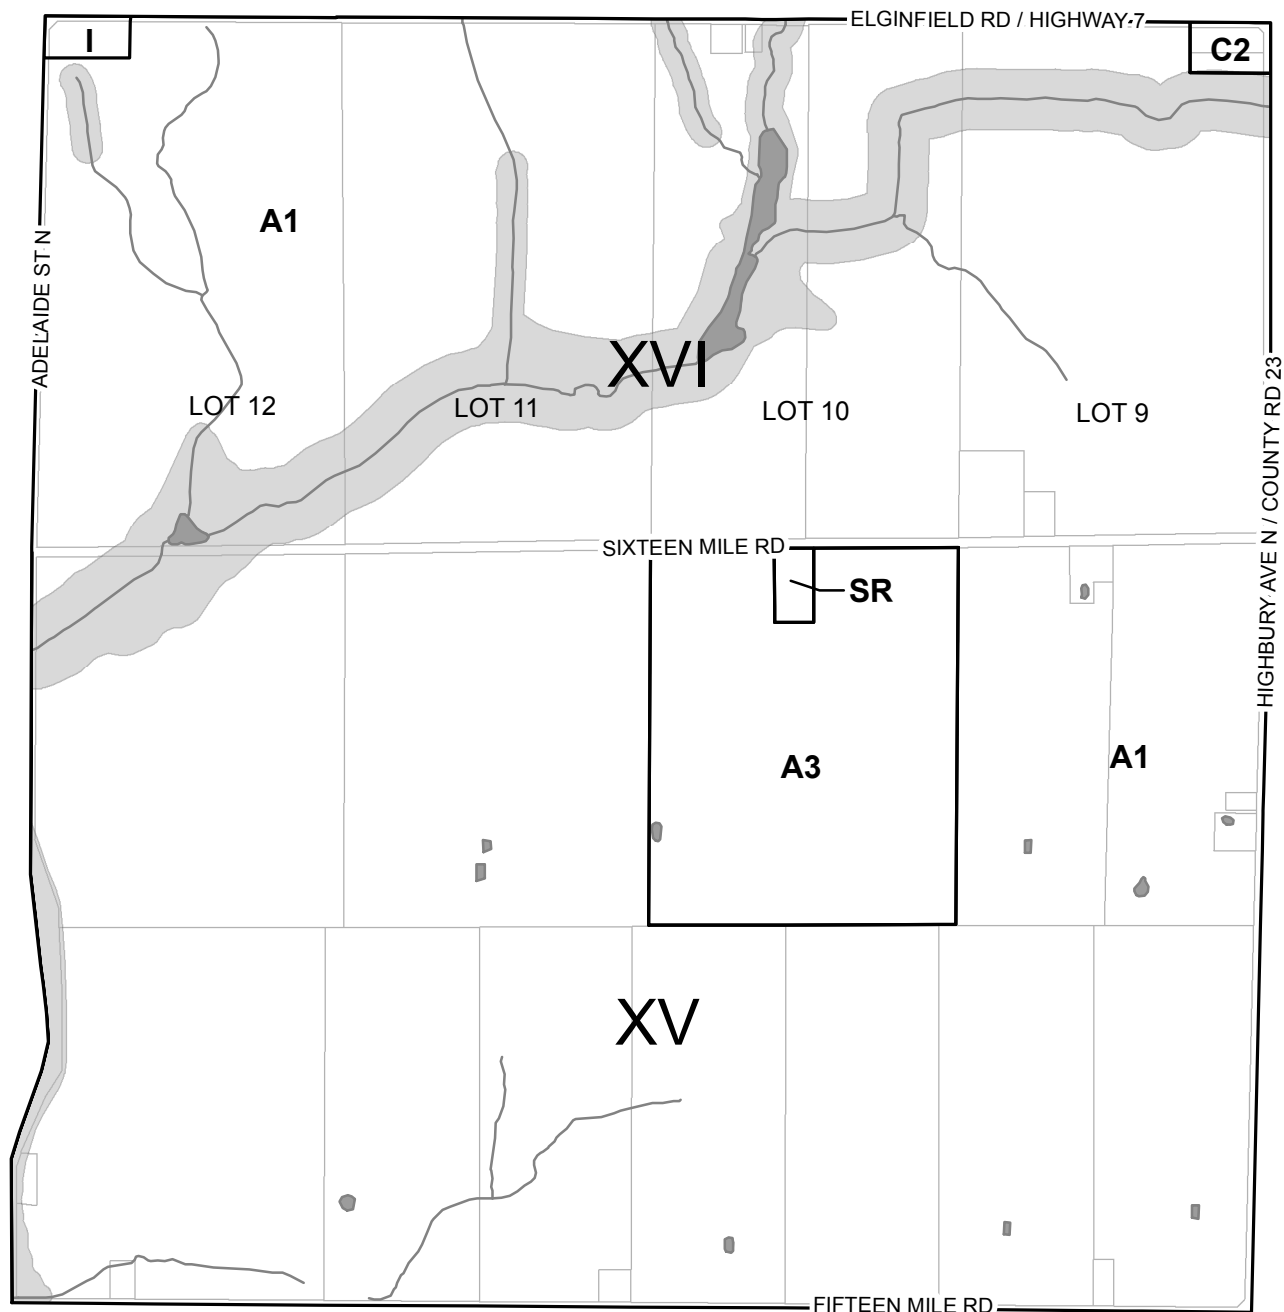 ELGINFIELD RD / HIGHWAY 7
I
C2
A1
ADELAIDE ST N
XVI
LOT 12
LOT 11
LOT 10
LOT 9
HIGHBURY AVE N / COUNTY RD 23
SIXTEEN MILE RD
SR
A3
A1
XV
FIFTEEN MILE RD